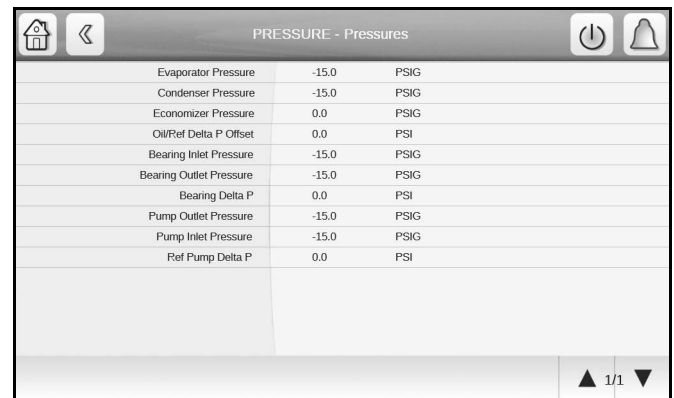 PRESSURE - Pressures
Evaporator Pressure -15.0 PSIG
Condenser Pressure -15.0 PSIG
Economizer Pressure 0.0 PSIG
Oil/Ref Delta P Offset 0.0 PSI
Bearing Inlet Pressure -15.0 PSIG
Bearing Outlet Pressure -15.0 PSIG
Bearing Delta P 0.0 PSI
Pump Outlet Pressure -15.0 PSIG
Pump Inlet Pressure -15.0 PSIG
Ref Pump Delta P 0.0 PSI
1/1